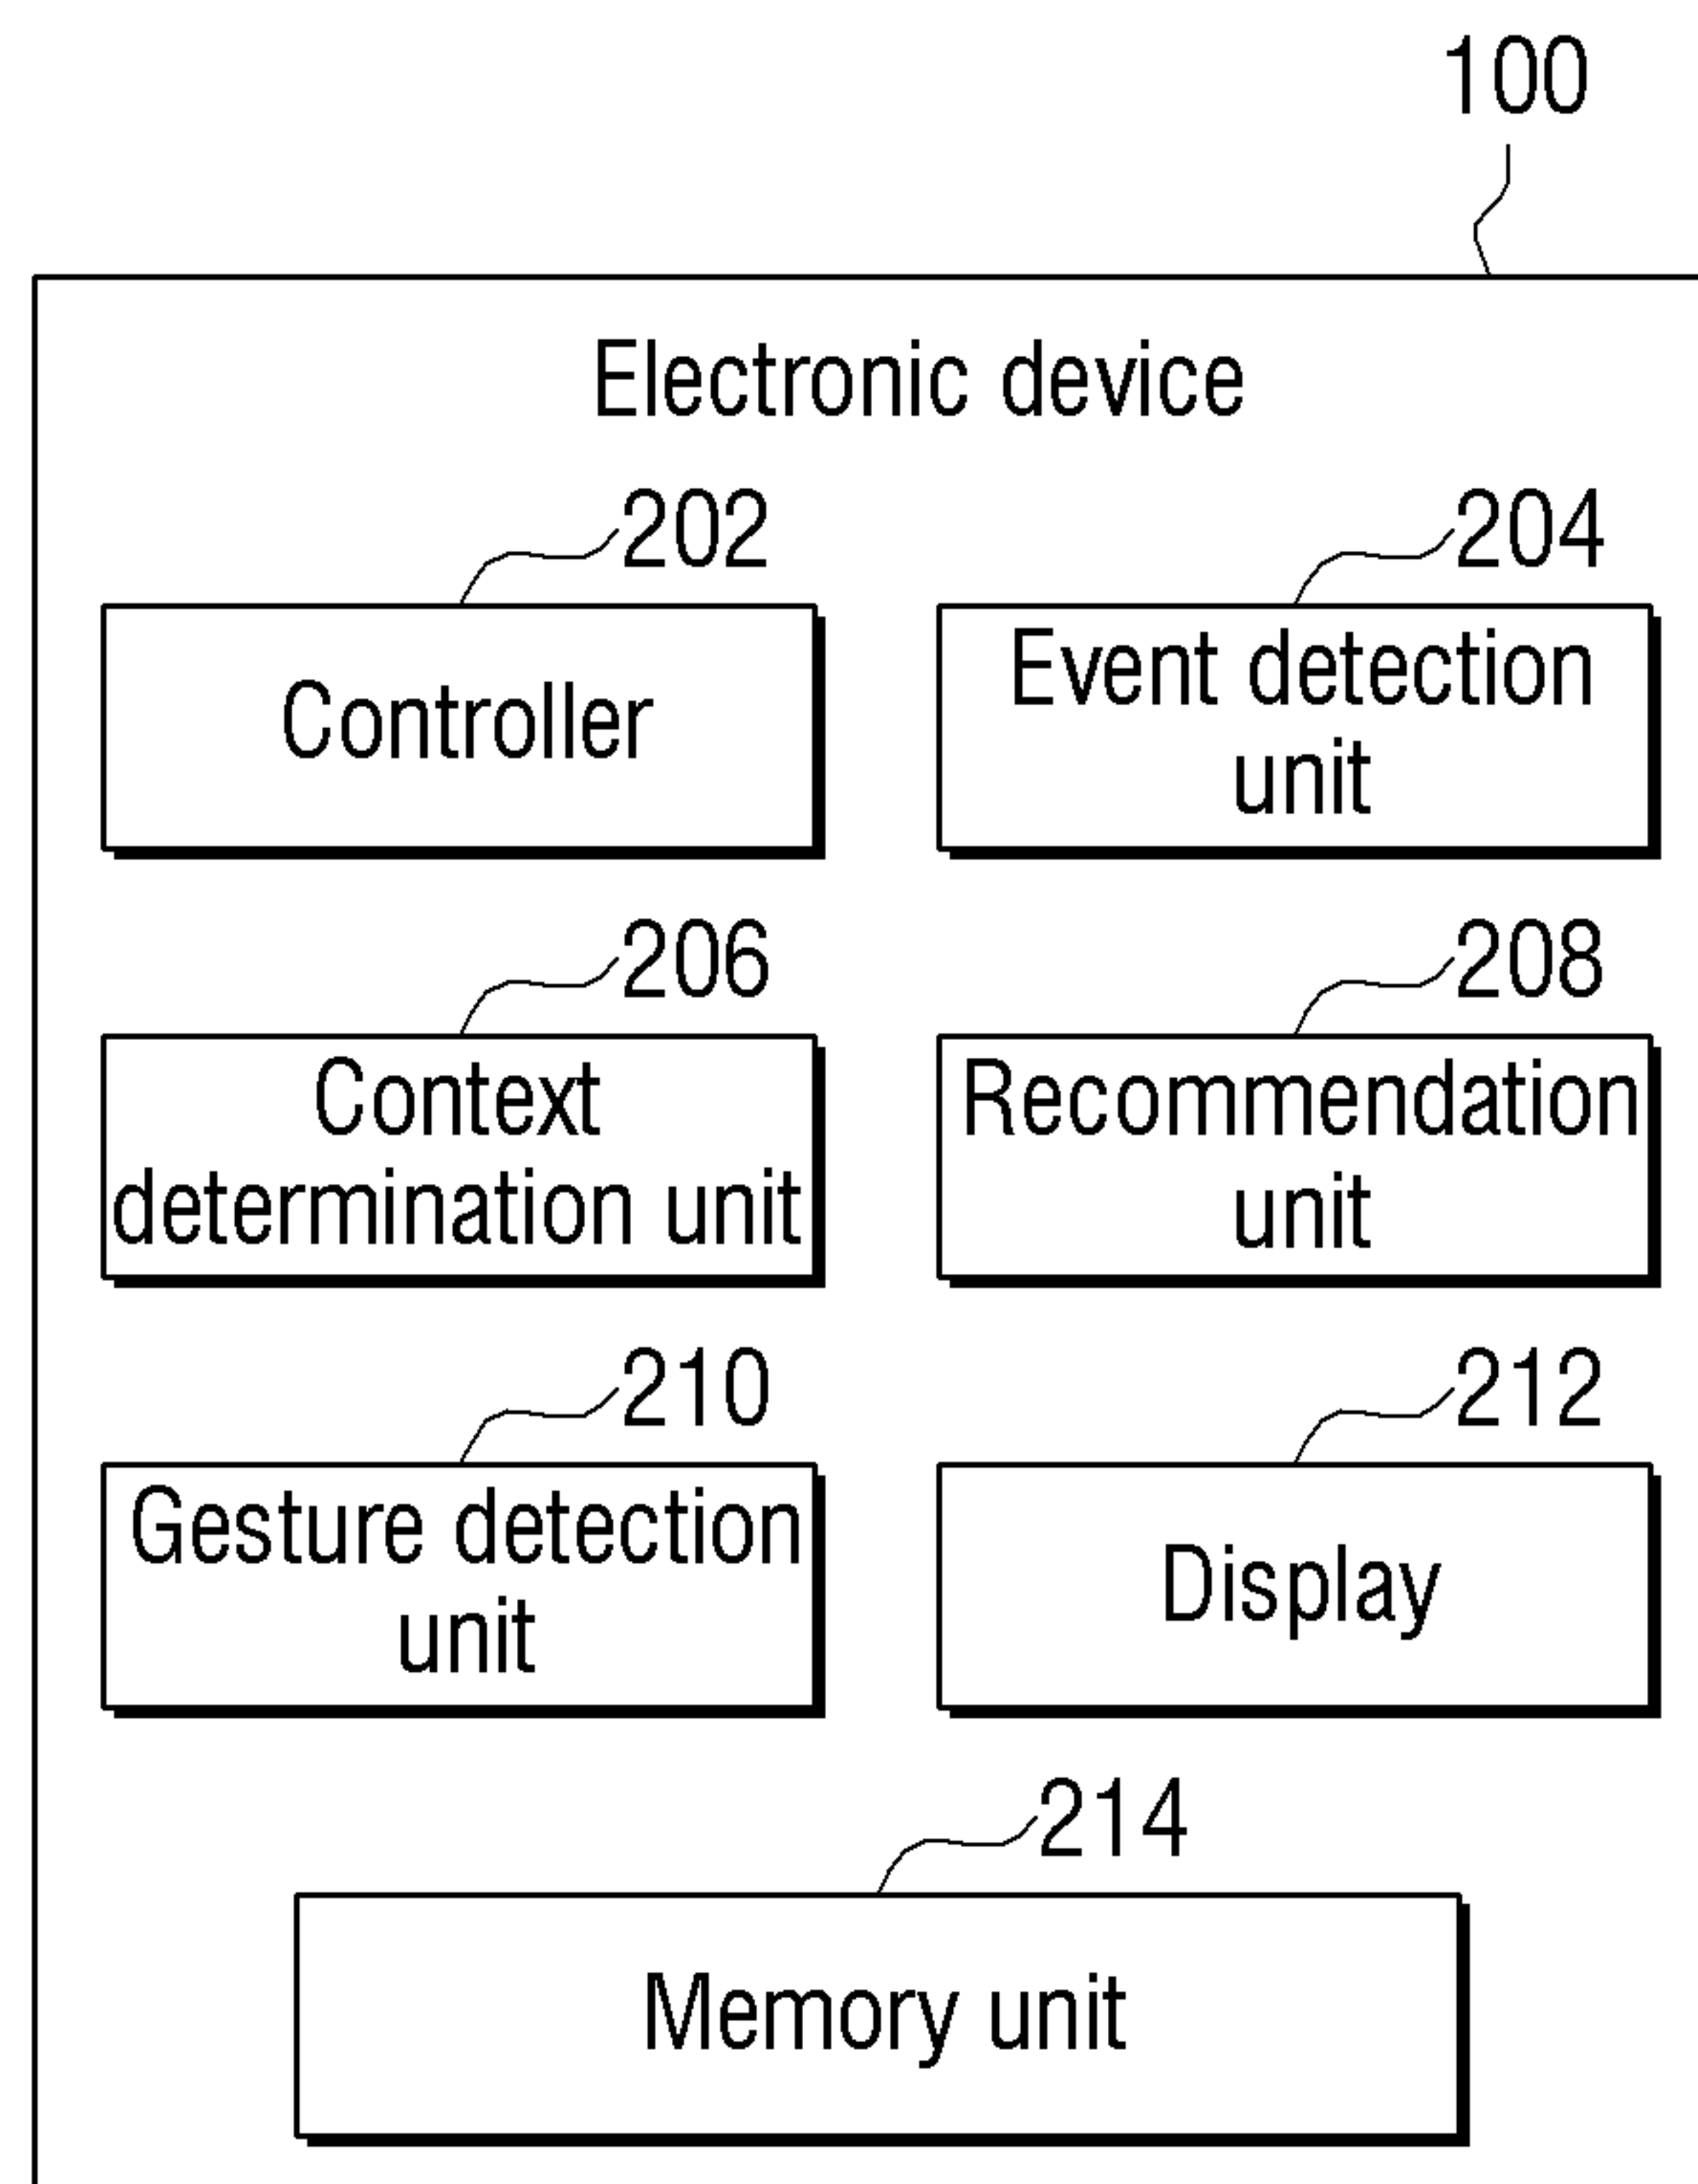 100
Electronic device
202
204
Controller
Event detection
unit
206
208
Context
determination unit
Recommendation
unit
210
212
Gesture detection
unit
Display
214
Memory unit